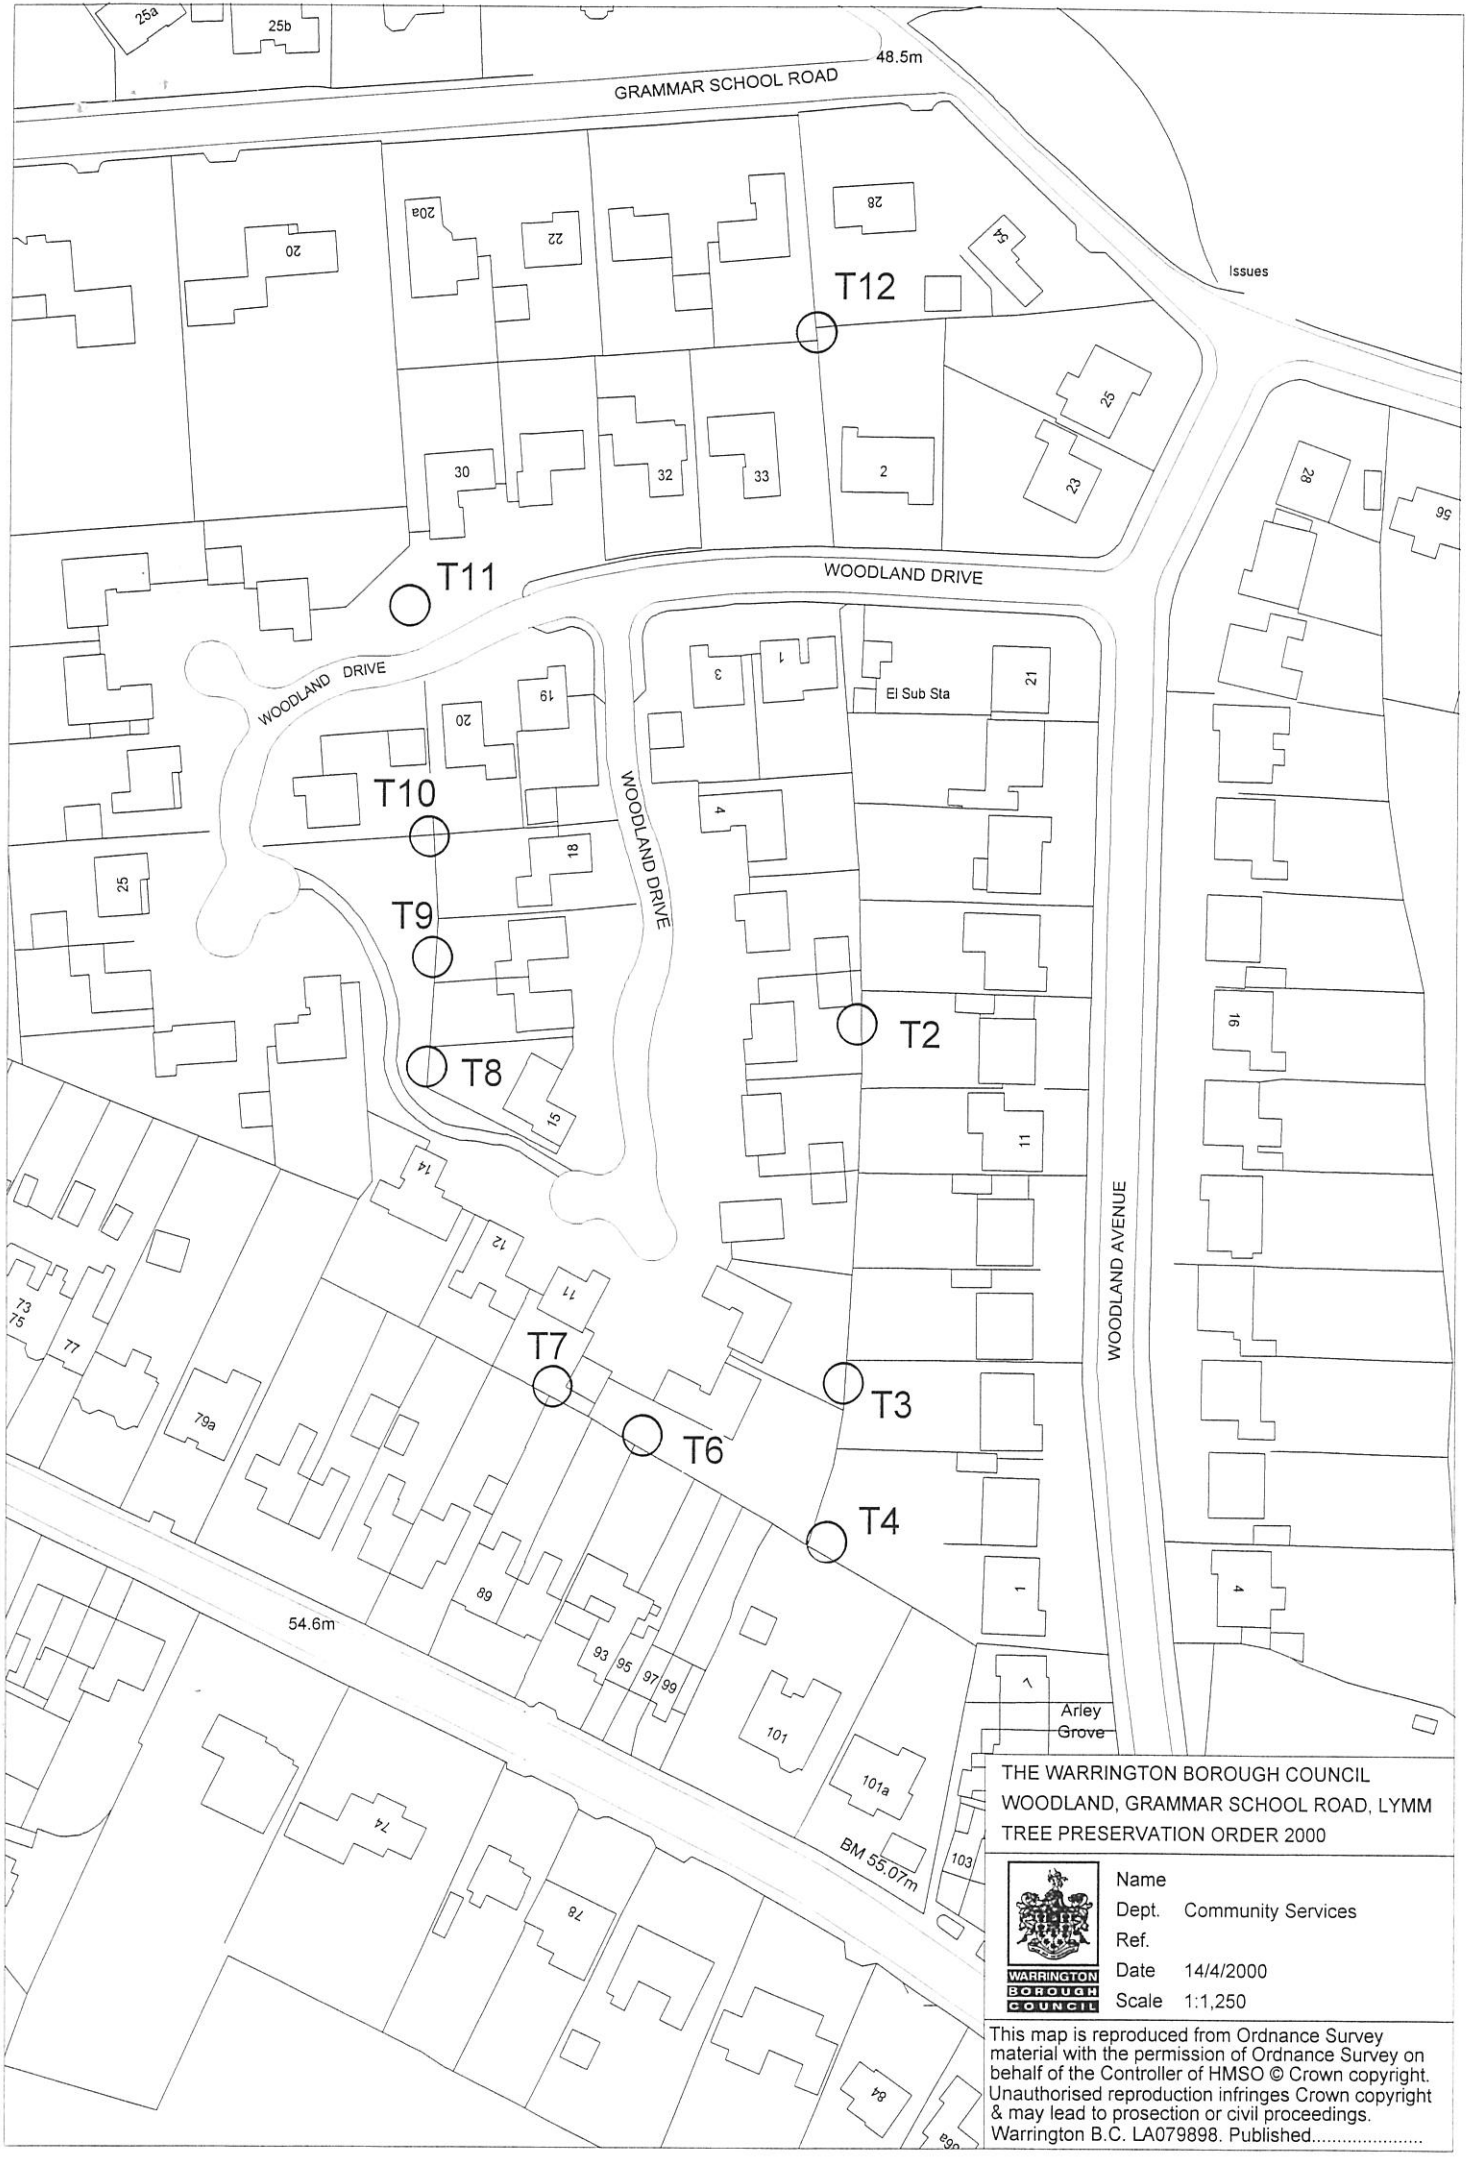 25a
25b
48.5m
GRAMMAR SCHOOL ROAD
28
20a
22
20
54
T12
Issues
25
30
32
33
2
23
28
56
T11
WOODLAND DRIVE
WOODLAND DRIVE
3
1
El Sub Sta
21
19
20
WOODLAND DRIVE
T10
4
18
25
T9
T2
16
T8
15
11
14
12
WOODLAND AVENUE
11
73
75
77
T7
T3
79a
T6
T4
89
1
4
54.6m
93
95
97
99
7
Arley
Grove
101
101a
74
BM 55.07m
103
78
84
86a
THE WARRINGTON BOROUGH COUNCIL
WOODLAND, GRAMMAR SCHOOL ROAD, LYMM
TREE PRESERVATION ORDER 2000
WARRINGTON
BOROUGH
COUNCIL
Name
Dept. Community Services
Ref.
Date 14/4/2000
Scale 1:1,250
This map is reproduced from Ordnance Survey
material with the permission of Ordnance Survey on
behalf of the Controller of HMSO © Crown copyright.
Unauthorised reproduction infringes Crown copyright
& may lead to prosection or civil proceedings.
Warrington B.C. LA079898. Published......................